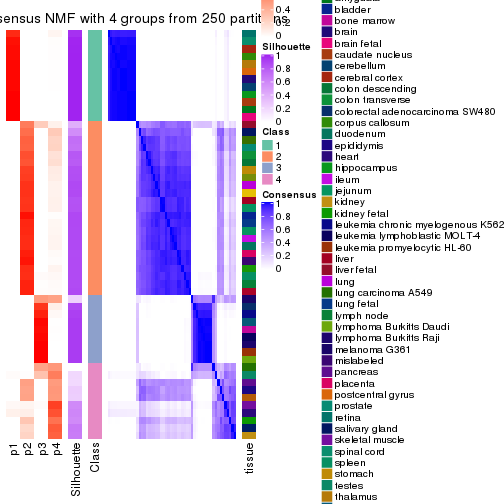 sensus NMF with 4 groups from 250 partitions
0.4
0.2
0
Silhouette
1
0.8
0.6
0.4
0.2
0
Class
1
2
3
4
Consensus
1
0.8
0.6
0.4
0.2
0
bladder
bone marrow
brain
brain fetal
caudate nucleus
cerebellum
cerebral cortex
colon descending
colon transverse
colorectal adenocarcinoma SW480
corpus callosum
duodenum
epididymis
heart
hippocampus
ileum
jejunum
kidney
kidney fetal
leukemia chronic myelogenous K562
leukemia lymphoblastic MOLT-4
leukemia promyelocytic HL-60
liver
liver fetal
lung
lung carcinoma A549
lung fetal
lymph node
lymphoma Burkitts Daudi
lymphoma Burkitts Raji
melanoma G361
mislabeled
pancreas
placenta
postcentral gyrus
prostate
retina
salivary gland
skeletal muscle
spinal cord
spleen
stomach
testes
thalamus
p1
p2
p3
p4
Silhouette
Class
tissue